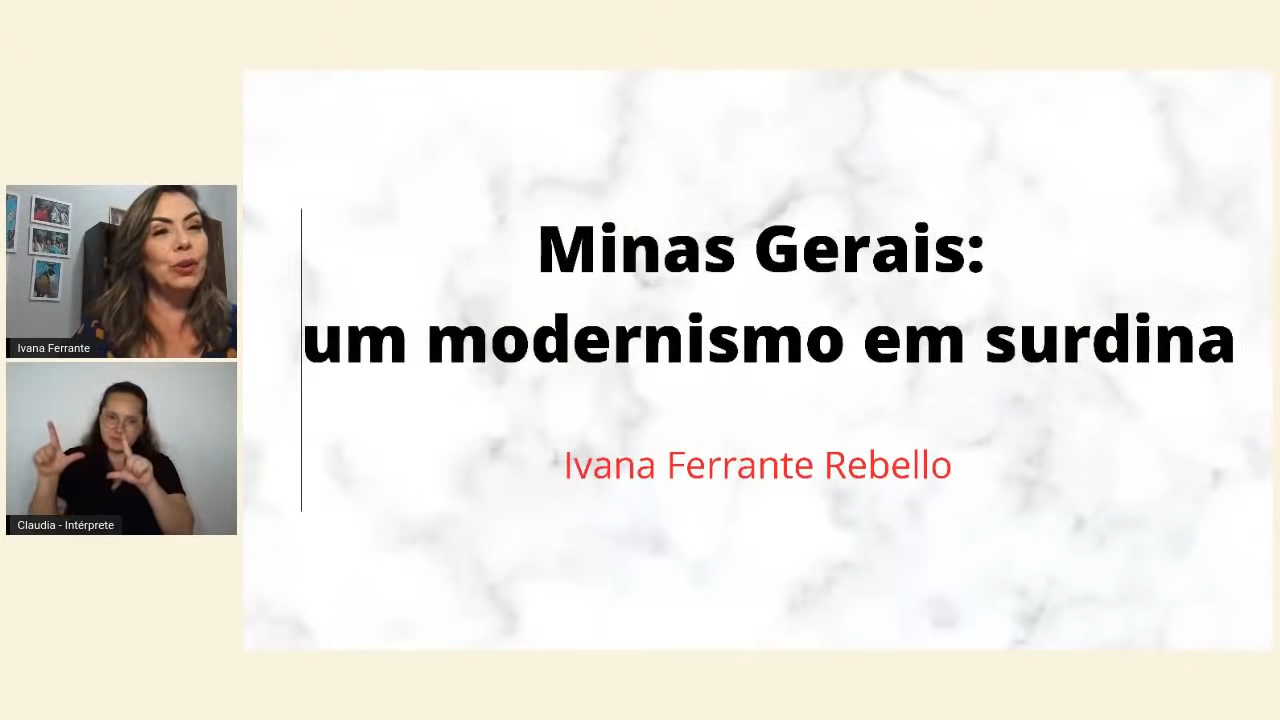 Minas Gerais:
um modernismo em surdina
Ivana Ferrante Rebello
Ivana Ferrante
Claudia - Intérprete